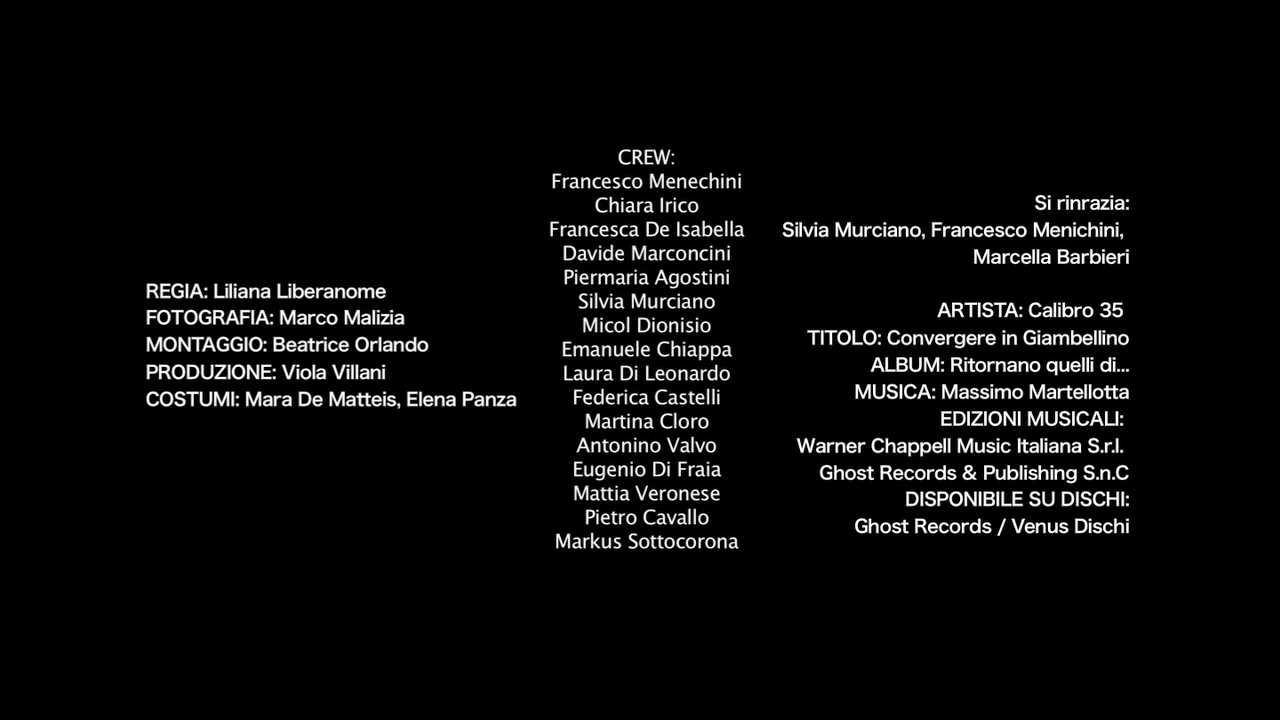 REGIA: Liliana Liberanome
FOTOGRAFIA: Marco Malizia
MONTAGGIO: Beatrice Orlando
PRODUZIONE: Viola Villani
COSTUMI: Mara De Matteis, Elena Panza
CREW:
Francesco Menechini
Chiara Irico
Francesca De Isabella
Davide Marconcini
Piermaria Agostini
Silvia Murciano
Micol Dionisio
Emanuele Chiappa
Laura Di Leonardo
Federica Castelli
Martina Cloro
Antonino Valvo
Eugenio Di Fraia
Mattia Veronese
Pietro Cavallo
Markus Sottocorona
Si rinrazia:
Silvia Murciano, Francesco Menichini,
Marcella Barbieri
ARTISTA: Calibro 35
TITOLO: Convergere in Giambellino
ALBUM: Ritornano quelli di...
MUSICA: Massimo Martellotta
EDIZIONI MUSICALI:
Warner Chappell Music Italiana S.r.l.
Ghost Records & Publishing S.n.C
DISPONIBILE SU DISCHI:
Ghost Records / Venus Dischi